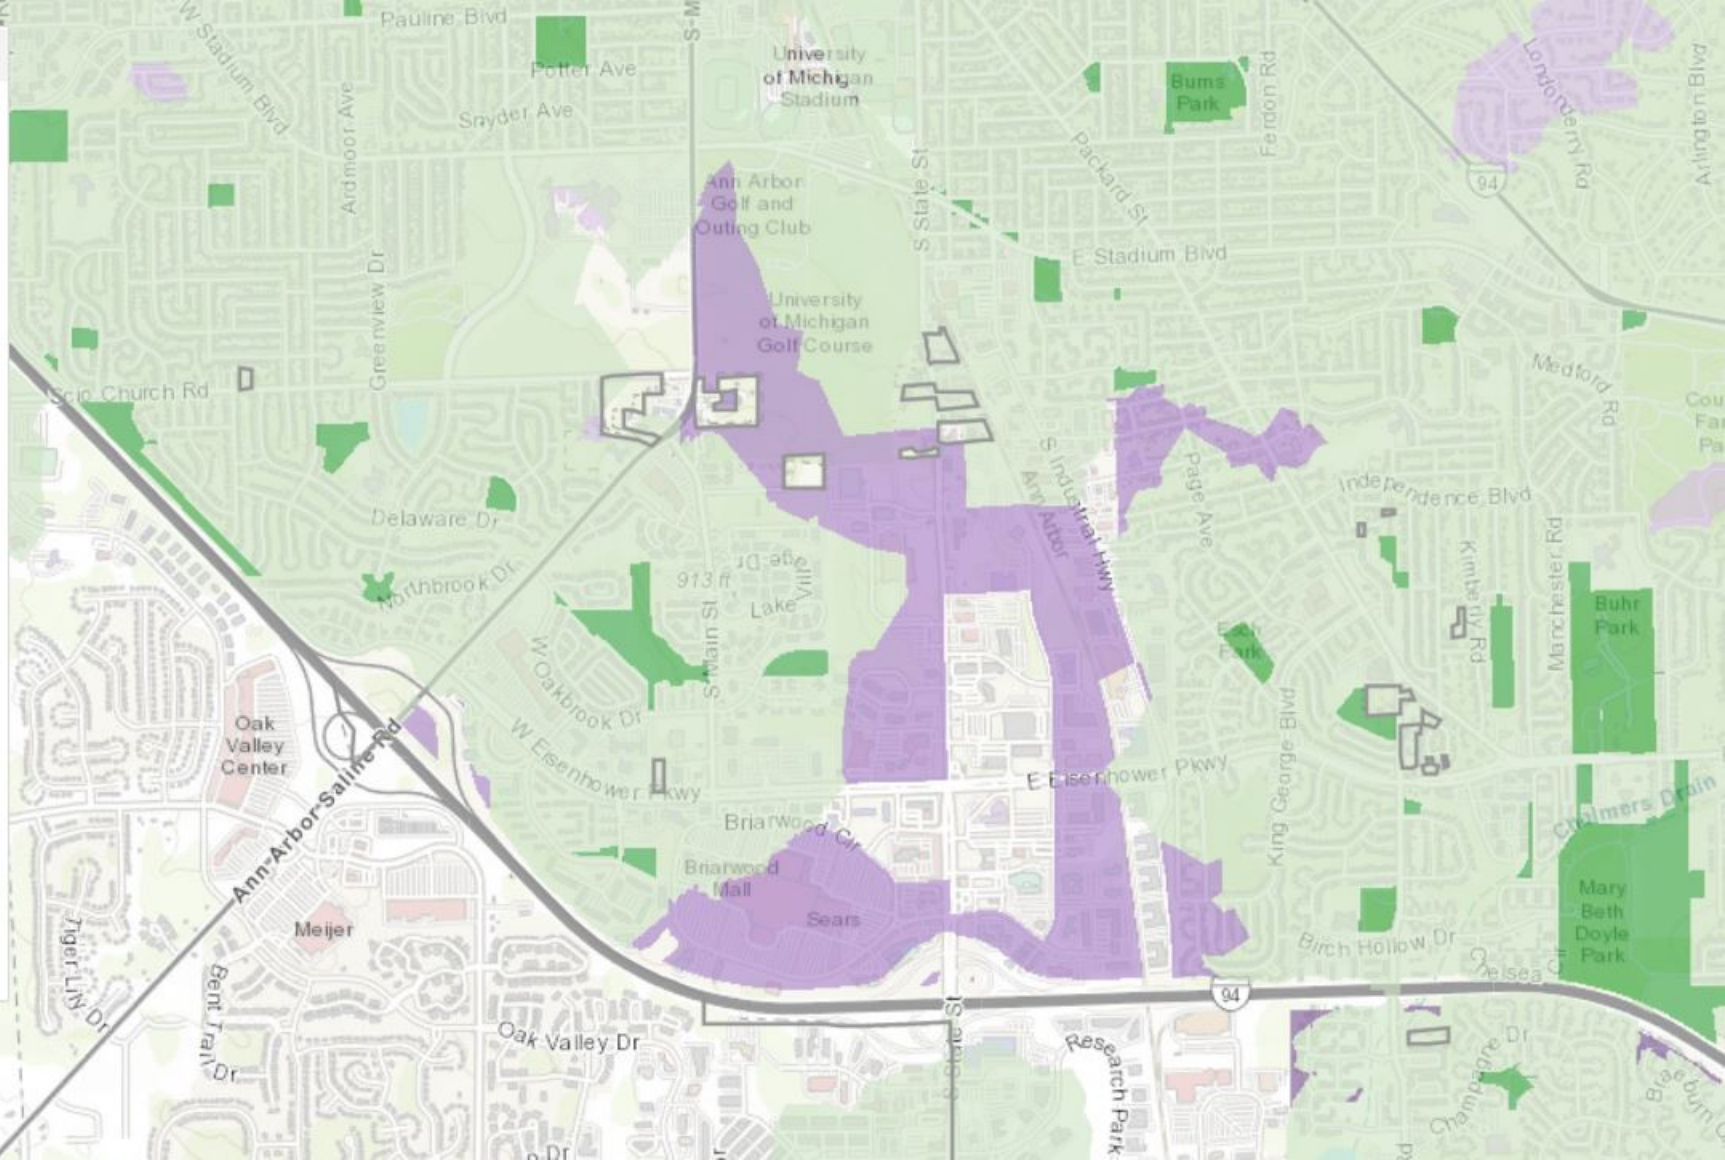 Pauline Blvd
W Stadium Blvd
Potter Ave
University
of Michigan
Stadium
Burns
Park
Ferdon Rd
Londonderry Rd
Arlington Blvd
Snyder Ave
Ardmoor Ave
Packard St
94
Ann Arbor
Golf and
Outing Club
S State St
E Stadium Blvd
Greenview Dr
University
of Michigan
Golf Course
Scio Church Rd
Medford Rd
S Industrial Hwy
Ann Arbor
Page Ave
Independence Blvd
Delaware Dr
Northbrook Dr
913 ft
Village Dr
Lake
S Main St
Kimberly Rd
Manchester Rd
Buhr
Park
W Oakbrook Dr
Oak
Valley
Center
Ann-Arbor-Saline Rd
W Eisenhower Pkwy
E Eisenhower Pkwy
King George Blvd
Chalmers Drain
Briarwood Cir
Briarwood
Mall
Sears
Meijer
Mary
Beth
Doyle
Park
Tiger Lily Dr
Bent Trail Dr
Birch Hollow Dr
Chelsea Cir
94
Oak Valley Dr
S State St
Research Park
Champagne Dr
Dr